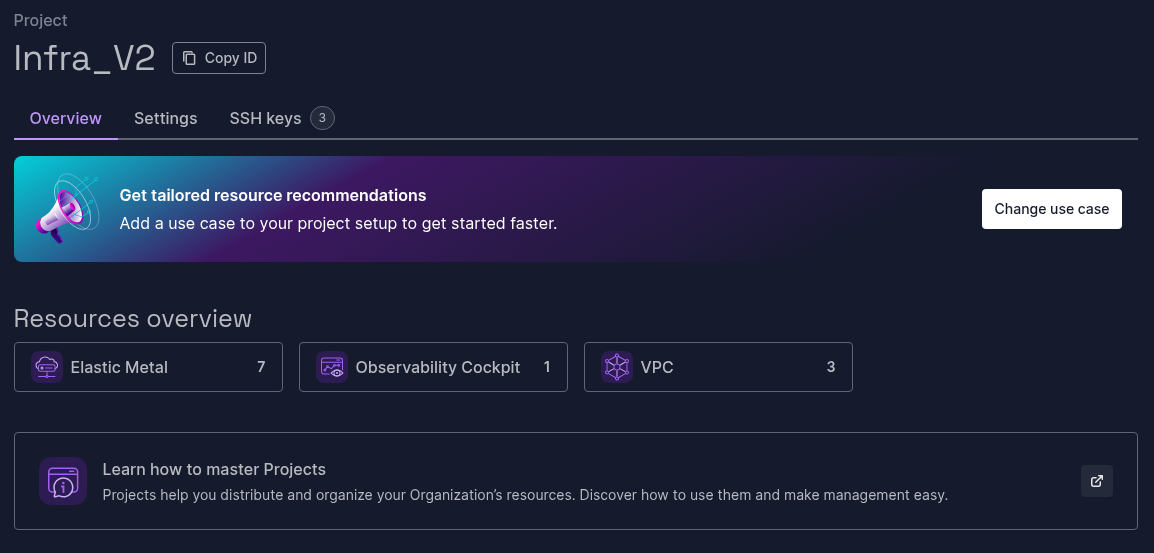 Project
Infra_V2
Copy ID
Overview Settings SSH keys 3
Get tailored resource recommendations
Add a use case to your project setup to get started faster.
Change use case
Resources overview
Elastic Metal 7
Observability Cockpit 1
VPC 3
Learn how to master Projects
Projects help you distribute and organize your Organization’s resources. Discover how to use them and make management easy.